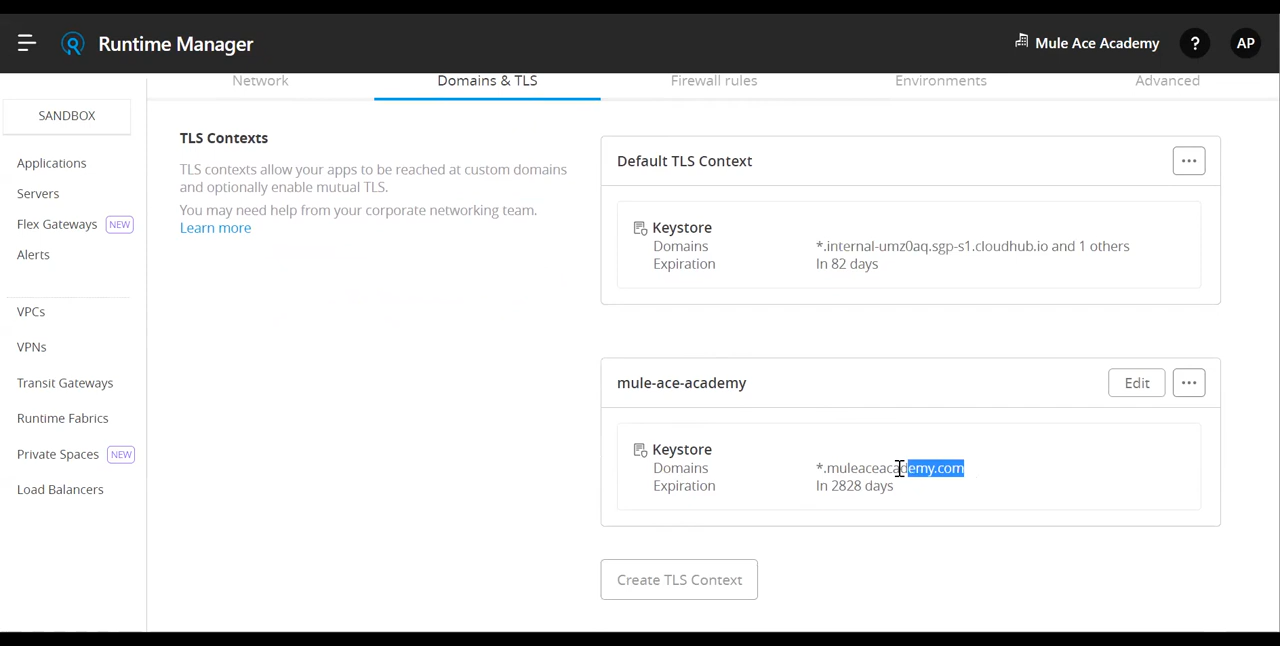 Runtime Manager
Mule Ace Academy
?
AP
Network
Domains & TLS
Firewall rules
Environments
Advanced
SANDBOX
Applications
Servers
Flex Gateways NEW
Alerts
VPCs
VPNs
Transit Gateways
Runtime Fabrics
Private Spaces NEW
Load Balancers
TLS Contexts
TLS contexts allow your apps to be reached at custom domains
and optionally enable mutual TLS.
You may need help from your corporate networking team.
Learn more
Default TLS Context
Keystore
Domains *.internal-umz0aq.sgp-s1.cloudhub.io and 1 others
Expiration In 82 days
mule-ace-academy
Edit
Keystore
Domains *.muleaceacademy.com
Expiration In 2828 days
Create TLS Context